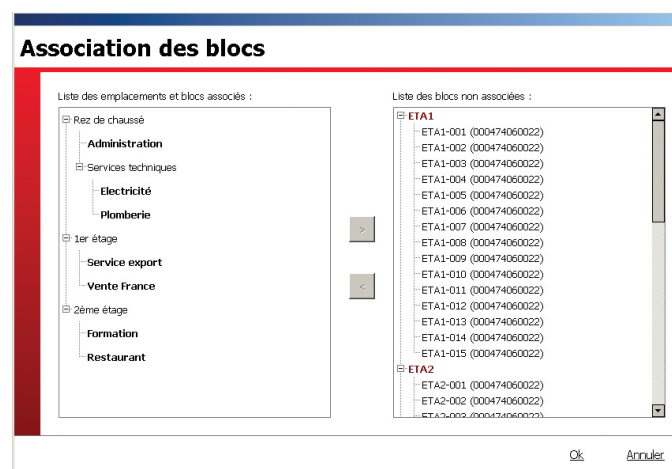 Association des blocs
Liste des emplacements et blocs associés :
Rez de chaussé
Administration
Services techniques
Electricité
Plomberie
1er étage
Service export
Vente France
2ème étage
Formation
Restaurant
>
<
Liste des blocs non associées :
ETA1
ETA1-001 (000474060022)
ETA1-002 (000474060022)
ETA1-003 (000474060022)
ETA1-004 (000474060022)
ETA1-005 (000474060022)
ETA1-006 (000474060022)
ETA1-007 (000474060022)
ETA1-008 (000474060022)
ETA1-009 (000474060022)
ETA1-010 (000474060022)
ETA1-011 (000474060022)
ETA1-012 (000474060022)
ETA1-013 (000474060022)
ETA1-014 (000474060022)
ETA1-015 (000474060022)
ETA2
ETA2-001 (000474060022)
ETA2-002 (000474060022)
ETA2-003 (000474060022)
Ok Annuler